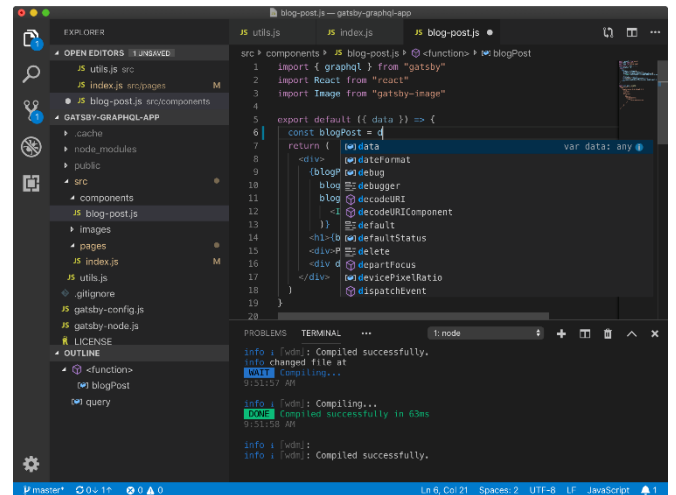 blog-post.js — gatsby-graphql-app
EXPLORER
OPEN EDITORS 1 UNSAVED
JS utils.js src
JS index.js src/pages M
JS blog-post.js src/components
GATSBY-GRAPHQL-APP
.cache
node_modules
public
src
components
JS blog-post.js
images
pages
JS index.js M
JS utils.js
.gitignore
JS gatsby-config.js
JS gatsby-node.js
LICENSE
OUTLINE
<function>
blogPost
query
JS utils.js JS index.js JS blog-post.js
src components JS blog-post.js <function> blogPost
1 import { graphql } from "gatsby"
2 import React from "react"
3 import Image from "gatsby-image"
4
5 export default ({ data }) => {
6 const blogPost = d
7 return (
8 <div>
9 {blogP
10 blog
11 blog
12 <I
13 )}
14 <h1>{b
15 <div>P
16 <div d
17 </div>
18 )
19 }
20
data var data: any
dateFormat
debug
debugger
decodeURI
decodeURIComponent
default
defaultStatus
delete
departFocus
devicePixelRatio
dispatchEvent
PROBLEMS TERMINAL ••• 1: node
info i [wdm]: Compiled successfully.
info changed file at
WAIT Compiling...
9:51:57 AM
info i [wdm]: Compiling...
DONE Compiled successfully in 63ms
9:51:58 AM
info i [wdm]:
info i [wdm]: Compiled successfully.
master* 0↓ 1↑ 0 0 Ln 6, Col 21 Spaces: 2 UTF-8 LF JavaScript 1